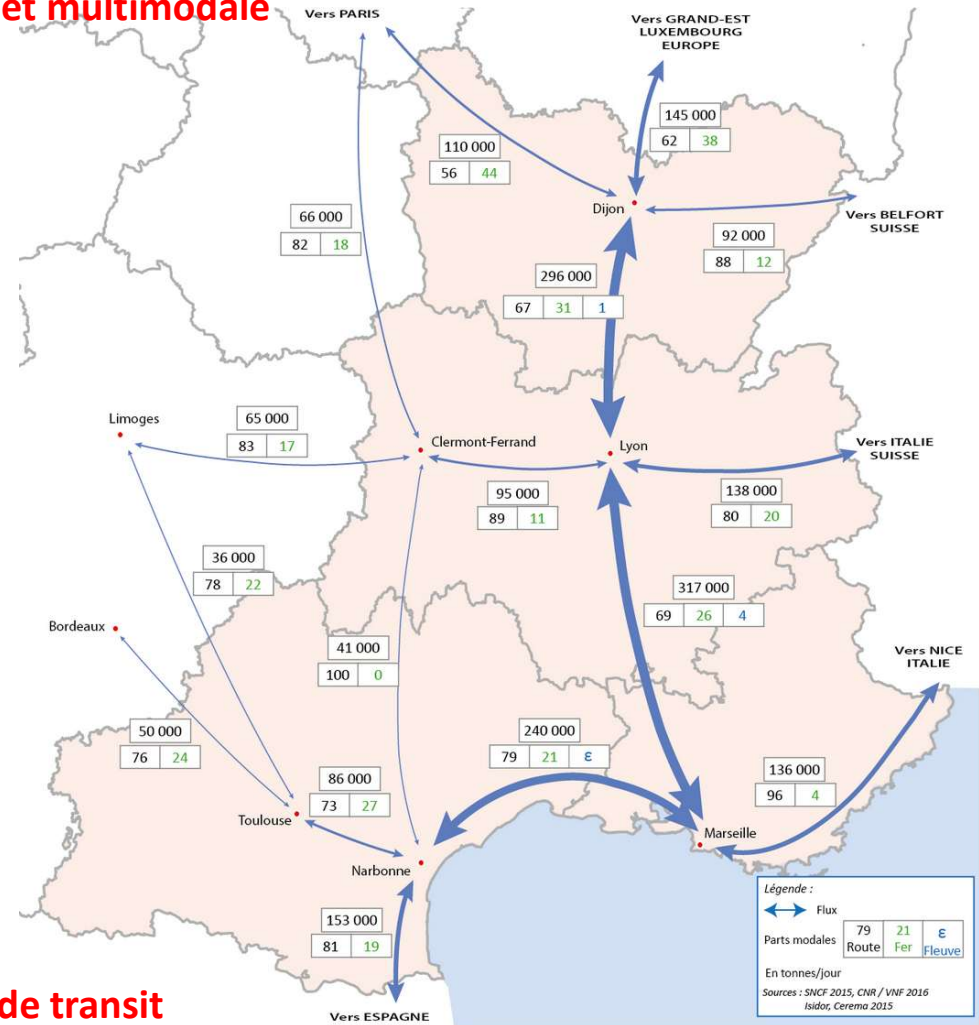 et multimodale
Vers PARIS
Vers GRAND-EST
LUXEMBOURG
EUROPE
145 000
62 38
110 000
56 44
Dijon
Vers BELFORT
SUISSE
66 000
82 18
92 000
88 12
296 000
67 31 1
Limoges
65 000
83 17
Clermont-Ferrand
Lyon
Vers ITALIE
SUISSE
95 000
89 11
138 000
80 20
36 000
78 22
317 000
69 26 4
Bordeaux
41 000
100 0
Vers NICE
ITALIE
50 000
76 24
240 000
79 21 ε
86 000
73 27
136 000
96 4
Toulouse
Marseille
Narbonne
153 000
81 19
Vers ESPAGNE
Légende :
Flux
Parts modales
79 21 ε
Route Fer Fleuve
En tonnes/jour
Sources : SNCF 2015, CNR / VNF 2016
Isidor, Cerema 2015
de transit